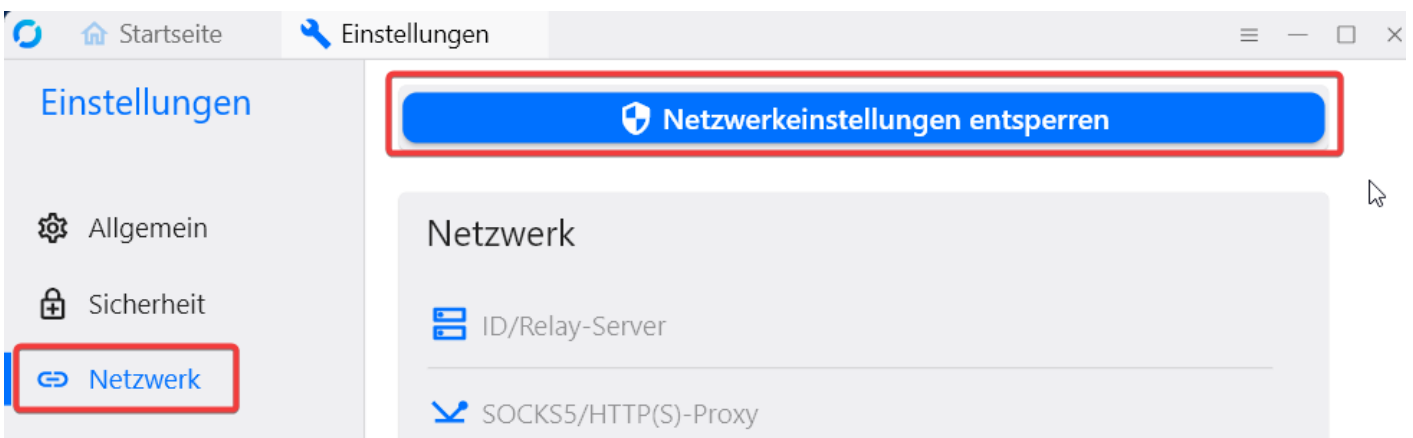 Startseite
Einstellungen
Einstellungen
Netzwerkeinstellungen entsperren
Allgemein
Sicherheit
Netzwerk
Netzwerk
ID/Relay-Server
SOCKS5/HTTP(S)-Proxy